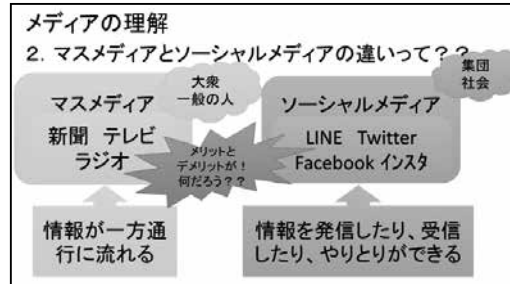 メディアの理解
2. マスメディアとソーシャルメディアの違いって??
大衆
一般の人
集団
社会
マスメディア
新聞 テレビ
ラジオ
メリットと
デメリットが!
何だろう??
ソーシャルメディア
LINE Twitter
Facebook インスタ
情報が一方通
行に流れる
情報を発信したり、受信
したり、やりとりができる